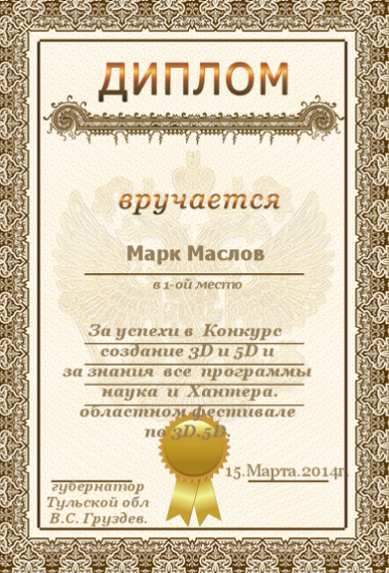 ДИПЛОМ
вручается
Марк Маслов
в 1-ой место
За успехи в Конкурс
создание 3D и 5D и
за знания все программы
наука и Хантера.
областном фестивале
по 3D.5D.
15.Марта.2014г.
губернатор
Тульской обл
В.С. Груздев.